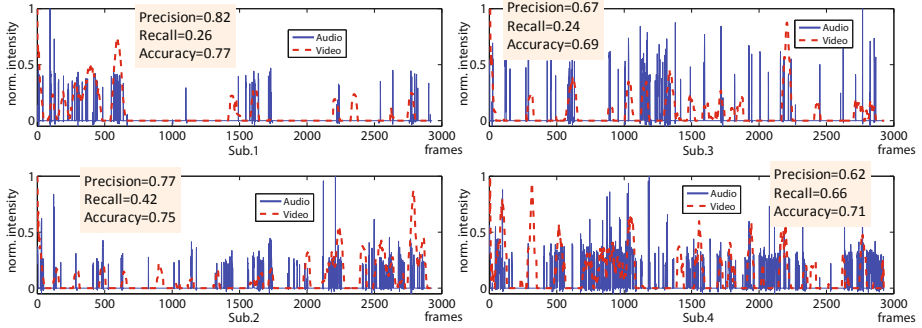 Precision=0.82
Recall=0.26
Accuracy=0.77
Audio
Video
norm. intensity
1
0.5
0
0 500 1000 1500 2000 2500 3000
Sub.1
frames
Precision=0.67
Recall=0.24
Accuracy=0.69
Audio
Video
norm. intensity
1
0.5
0
0 500 1000 1500 2000 2500 3000
Sub.3
frames
Precision=0.77
Recall=0.42
Accuracy=0.75
Audio
Video
norm. intensity
1
0.5
0
0 500 1000 1500 2000 2500 3000
Sub.2
frames
Precision=0.62
Recall=0.66
Accuracy=0.71
Audio
Video
norm. intensity
1
0.5
0
0 500 1000 1500 2000 2500 3000
Sub.4
frames